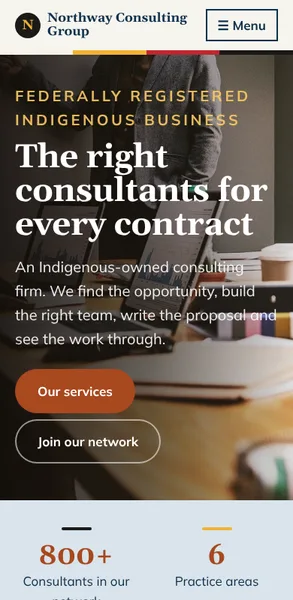 N
Northway Consulting
Group
☰ Menu
FEDERALLY REGISTERED
INDIGENOUS BUSINESS
The right
consultants for
every contract
An Indigenous-owned consulting
firm. We find the opportunity, build
the right team, write the proposal and
see the work through.
Our services
Join our network
800+
Consultants in our
network
6
Practice areas